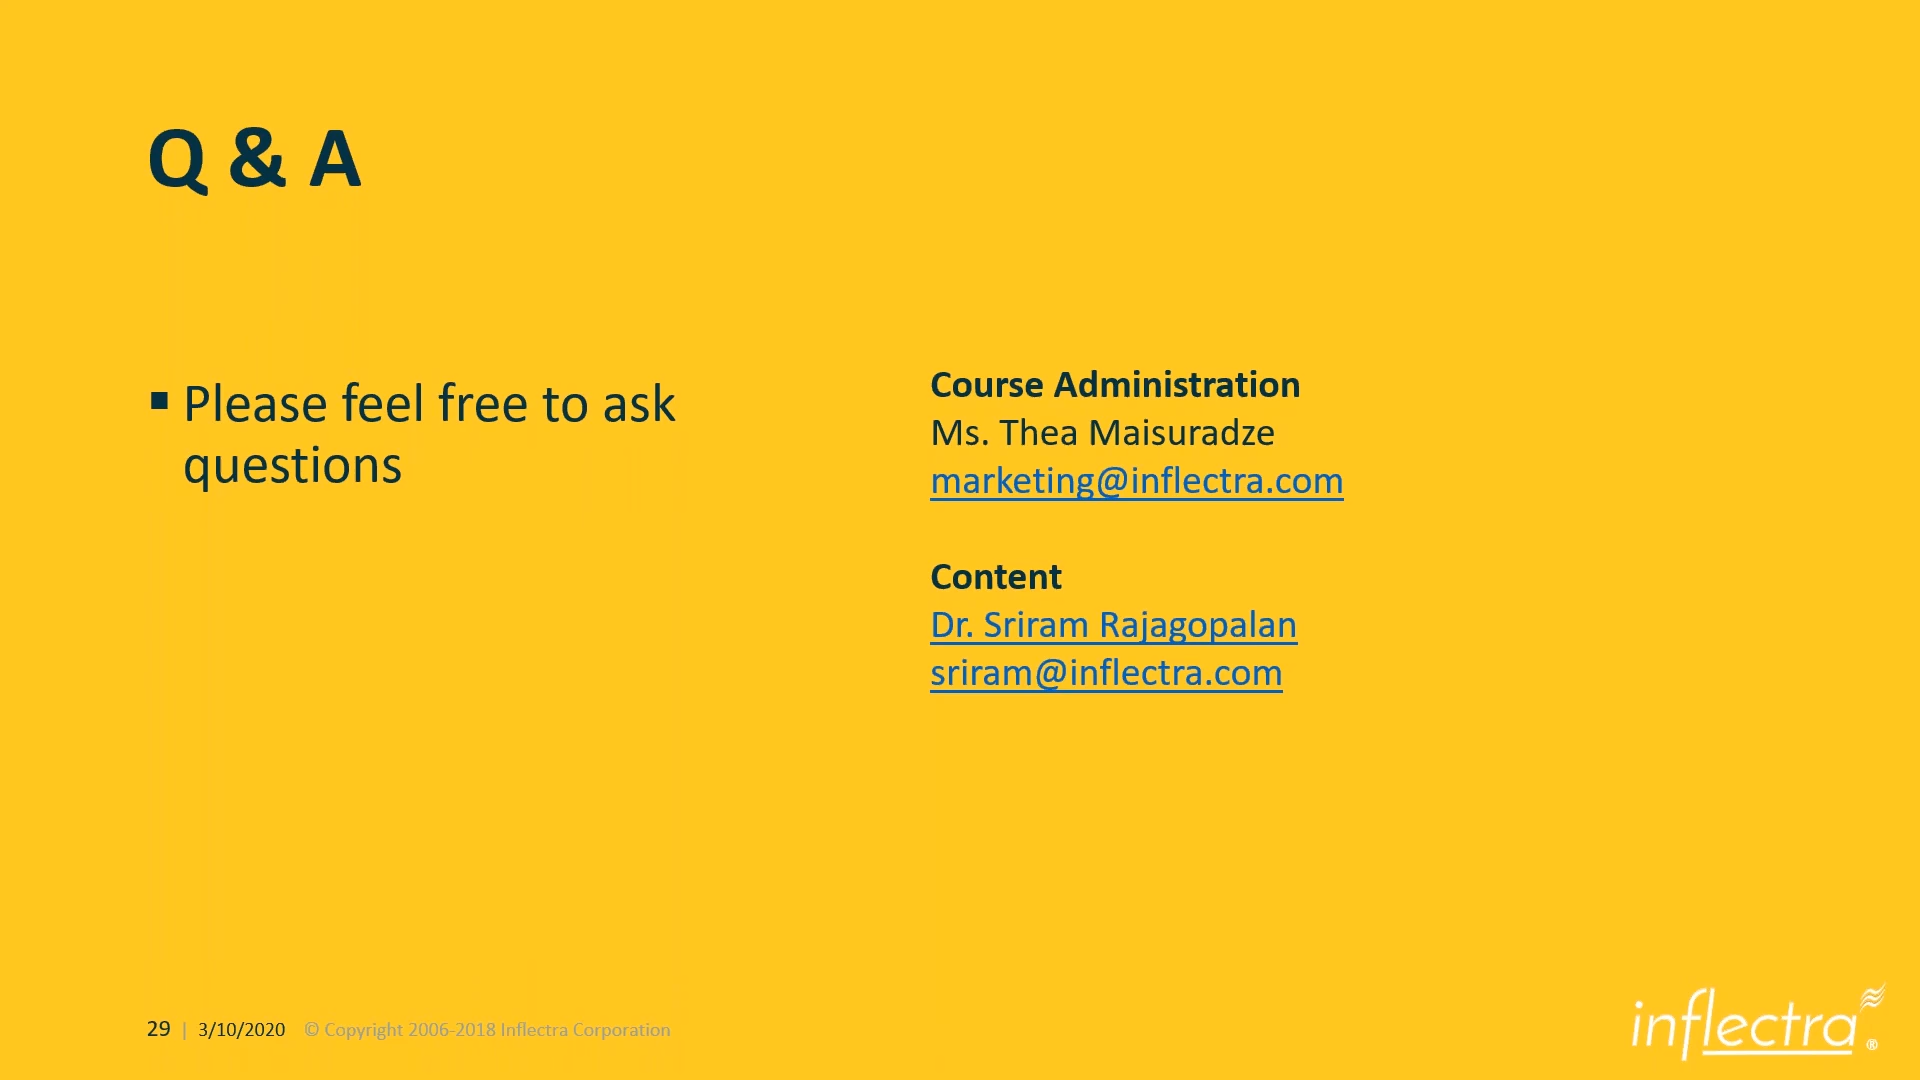 Q & A
▪ Please feel free to ask
questions
Course Administration
Ms. Thea Maisuradze
marketing@inflectra.com
Content
Dr. Sriram Rajagopalan
sriram@inflectra.com
29 | 3/10/2020 © Copyright 2006-2018 Inflectra Corporation
inflectra®